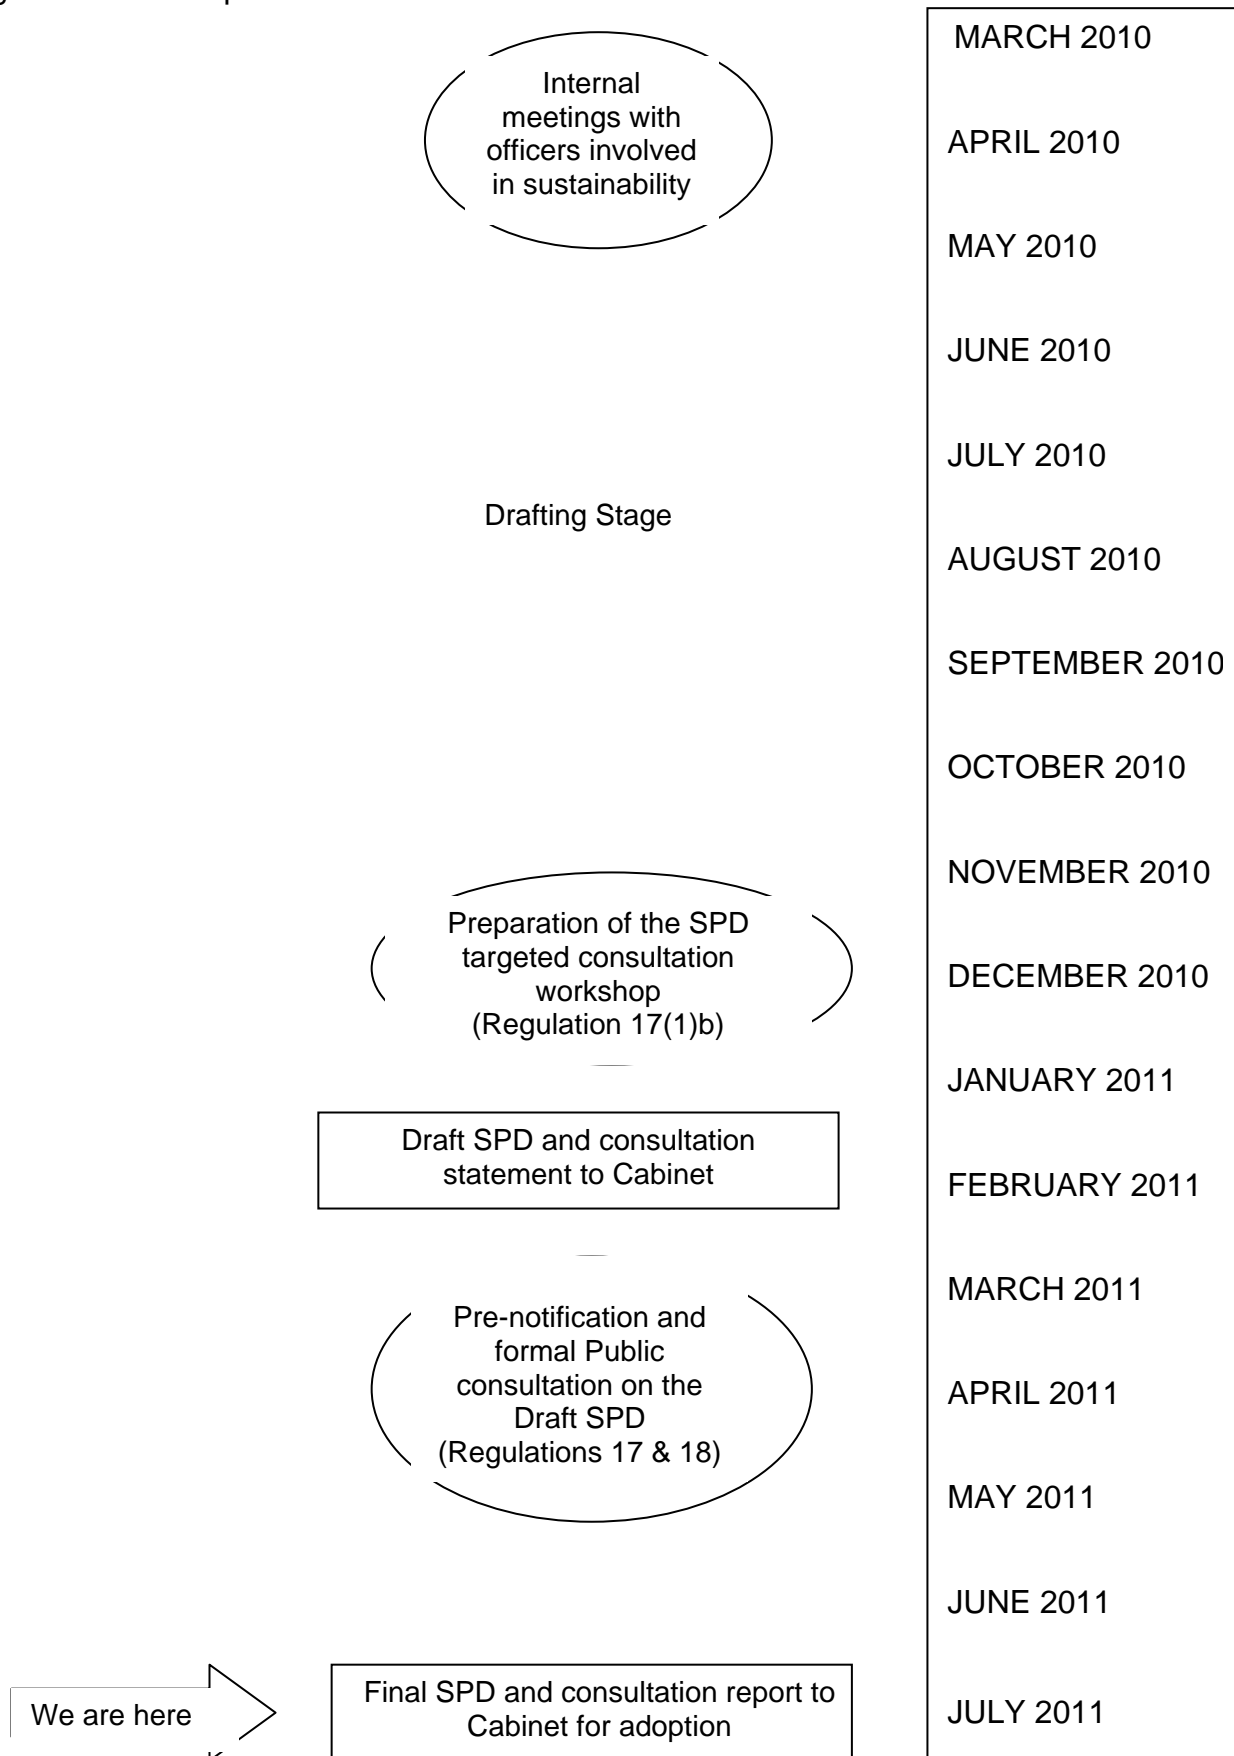 MARCH 2010
Internal
meetings with
officers involved
in sustainability
APRIL 2010
MAY 2010
JUNE 2010
JULY 2010
Drafting Stage
AUGUST 2010
SEPTEMBER 2010
OCTOBER 2010
NOVEMBER 2010
Preparation of the SPD
targeted consultation
workshop
(Regulation 17(1)b)
DECEMBER 2010
JANUARY 2011
Draft SPD and consultation
statement to Cabinet
FEBRUARY 2011
MARCH 2011
Pre-notification and
formal Public
consultation on the
Draft SPD
(Regulations 17 & 18)
APRIL 2011
MAY 2011
JUNE 2011
We are here
Final SPD and consultation report to
Cabinet for adoption
JULY 2011